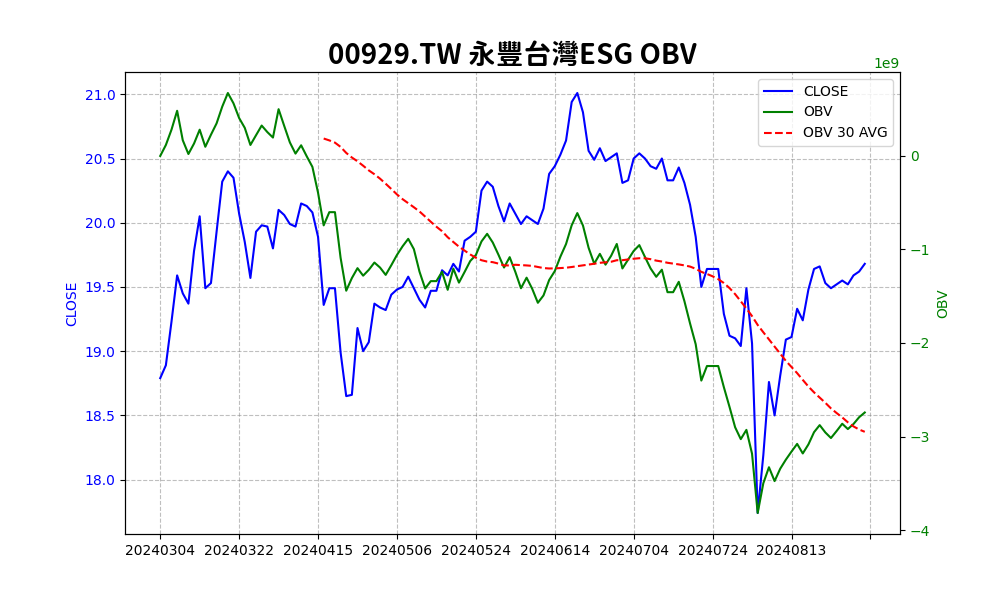 00929.TW 永豐台灣ESG OBV
1e9
CLOSE
OBV
OBV 30 AVG
21.0
20.5
20.0
19.5
19.0
18.5
18.0
CLOSE
0
−1
−2
−3
−4
OBV
20240304 20240322 20240415 20240506 20240524 20240614 20240704 20240724 20240813